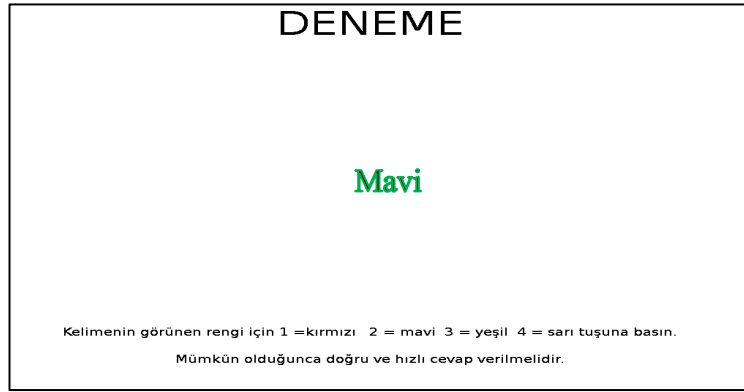 DENEME
Mavi
Kelimenin görünen rengi için 1 =kırmızı 2 = mavi 3 = yeşil 4 = sarı tuşuna basın.
Mümkün olduğunca doğru ve hızlı cevap verilmelidir.